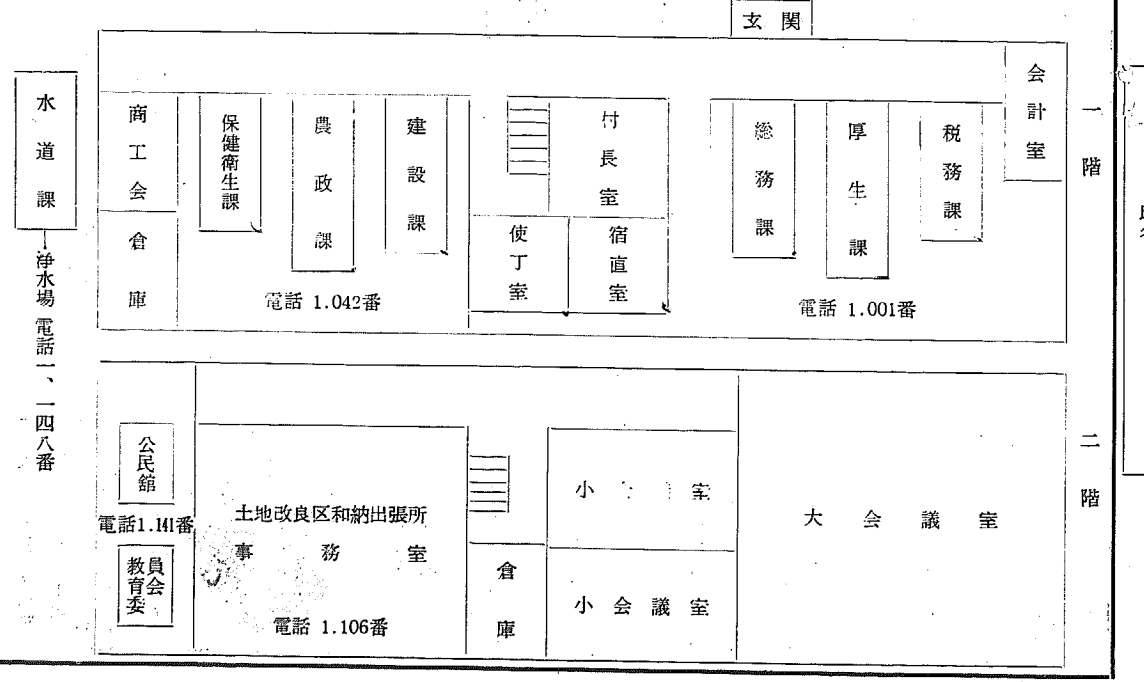 玄関
一階
会計室
税務課
厚生課
総務課
電話 1.001番
村長室
宿直室
使丁室
建設課
農政課
保健衛生課
電話 1.042番
商工会
倉庫
水道課
浄水場 電話一、一四八番
二階
大会議室
小 室
小会議室
倉庫
土地改良区和納出張所
事務室
電話 1.106番
公民館
電話1.141番
教育委
員会